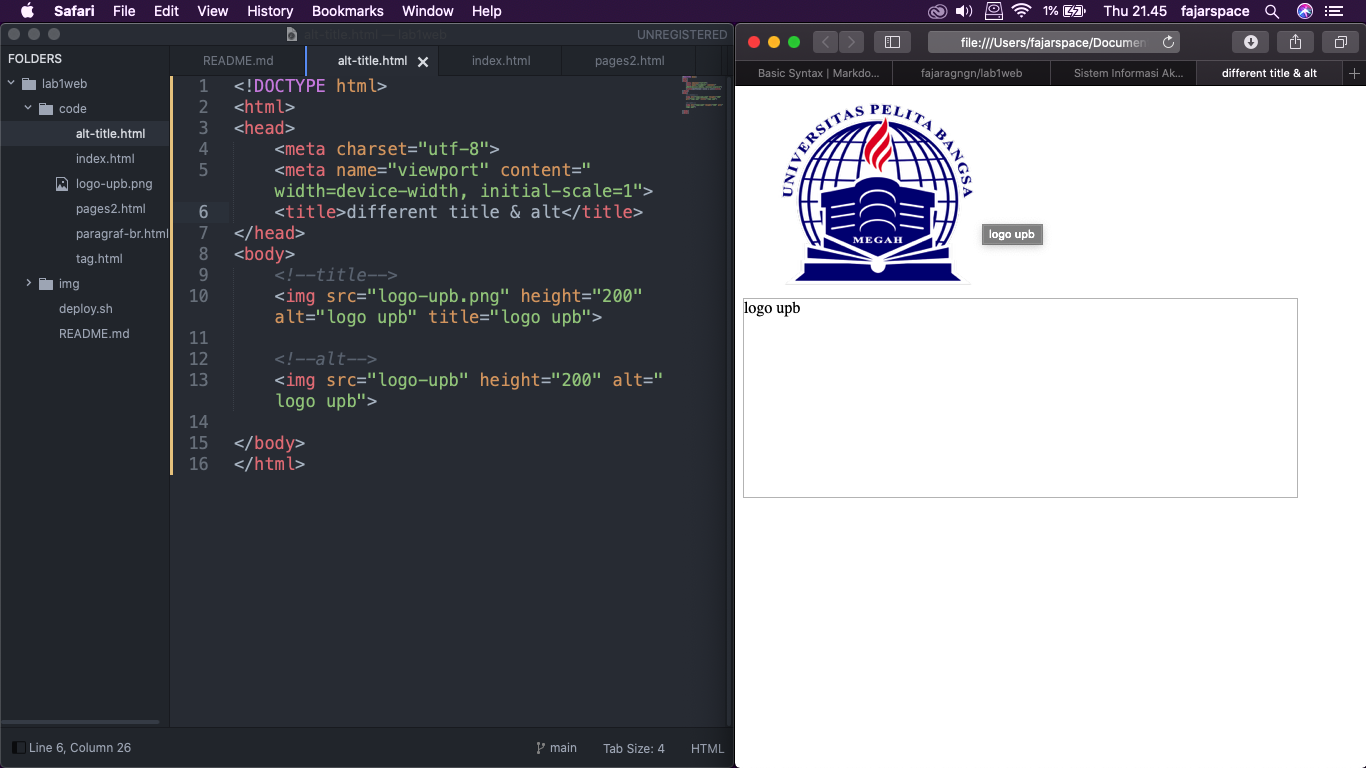 Safari File Edit View History Bookmarks Window Help 1% Thu 21.45 fajarspace
alt-title.html — lab1web UNREGISTERED
FOLDERS
lab1web
code
alt-title.html
index.html
logo-upb.png
pages2.html
paragraf-br.html
tag.html
img
deploy.sh
README.md
README.md alt-title.html index.html pages2.html
1 <!DOCTYPE html>
2 <html>
3 <head>
4 <meta charset="utf-8">
5 <meta name="viewport" content="
width=device-width, initial-scale=1">
6 <title>different title & alt</title>
7 </head>
8 <body>
9 <!--title-->
10 <img src="logo-upb.png" height="200"
alt="logo upb" title="logo upb">
11
12 <!--alt-->
13 <img src="logo-upb" height="200" alt="
logo upb">
14
15 </body>
16 </html>
Line 6, Column 26 main Tab Size: 4 HTML
file:///Users/fajarspace/Documen
Basic Syntax | Markdo... fajaragngn/lab1web Sistem Informasi Ak... different title & alt
UNIVERSITAS PELITA BANGSA
MEGAH
logo upb
logo upb